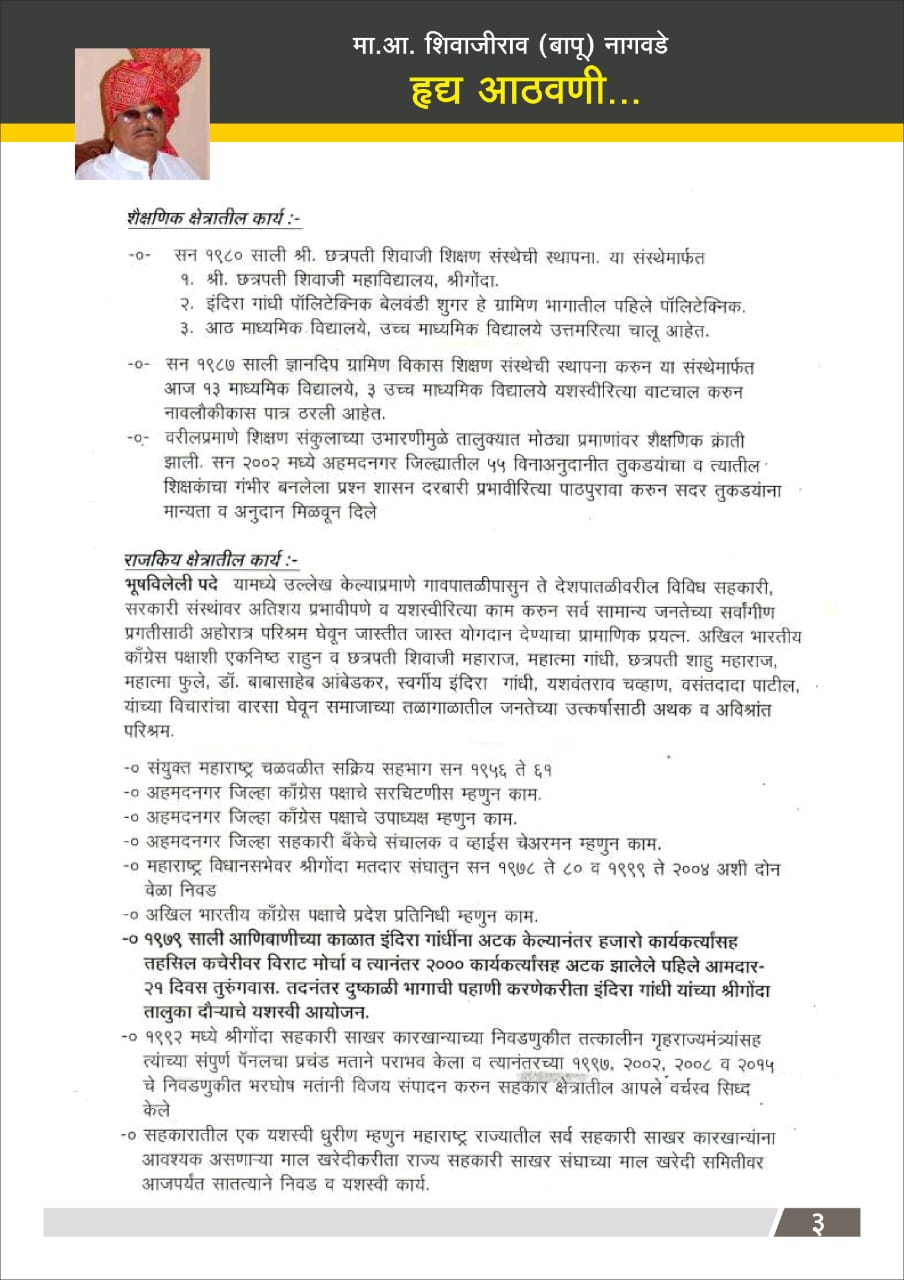 मा.आ. शिवाजीराव (बापू) नागवडे
हृद्य आठवणी...
शैक्षणिक क्षेत्रातील कार्य :-
-०- सन १९८० साली श्री. छत्रपती शिवाजी शिक्षण संस्थेची स्थापना. या संस्थेमार्फत
१. श्री. छत्रपती शिवाजी महाविद्यालय, श्रीगोंदा.
२. इंदिरा गांधी पॉलिटेक्निक बेलवंडी शुगर हे ग्रामिण भागातील पहिले पॉलिटेक्निक.
३. आठ माध्यमिक विद्यालये, उच्च माध्यमिक विद्यालये उत्तमरित्या चालू आहेत.
-०- सन १९८७ साली ज्ञानदिप ग्रामिण विकास शिक्षण संस्थेची स्थापना करुन या संस्थेमार्फत
आज १३ माध्यमिक विद्यालये, ३ उच्च माध्यमिक विद्यालये यशस्वीरित्या वाटचाल करुन
नावलौकीकास पात्र ठरली आहेत.
-०- वरीलप्रमाणे शिक्षण संकुलाच्या उभारणीमुळे तालुक्यात मोठ्या प्रमाणांवर शैक्षणिक क्रांती
झाली. सन २००२ मध्ये अहमदनगर जिल्ह्यातील ५५ विनाअनुदानीत तुकडयांचा व त्यातील
शिक्षकांचा गंभीर बनलेला प्रश्न शासन दरबारी प्रभावीरित्या पाठपुरावा करुन सदर तुकडयांना
मान्यता व अनुदान मिळवून दिले
राजकिय क्षेत्रातील कार्य :-
भूषविलेली पदे यामध्ये उल्लेख केल्याप्रमाणे गावपातळीपासुन ते देशपातळीवरील विविध सहकारी,
सरकारी संस्थांवर अतिशय प्रभावीपणे व यशस्वीरित्या काम करुन सर्व सामान्य जनतेच्या सर्वांगीण
प्रगतीसाठी अहोरात्र परिश्रम घेवून जास्तीत जास्त योगदान देण्याचा प्रामाणिक प्रयत्न. अखिल भारतीय
काँग्रेस पक्षाशी एकनिष्ठ राहुन व छत्रपती शिवाजी महाराज, महात्मा गांधी, छत्रपती शाहु महाराज,
महात्मा फुले, डॉ. बाबासाहेब आंबेडकर, स्वर्गीय इंदिरा गांधी, यशवंतराव चव्हाण, वसंतदादा पाटील,
यांच्या विचारांचा वारसा घेवून समाजाच्या तळागाळातील जनतेच्या उत्कर्षासाठी अथक व अविश्रांत
परिश्रम.
-० संयुक्त महाराष्ट्र चळवळीत सक्रिय सहभाग सन १९५६ ते ६१
-० अहमदनगर जिल्हा काँग्रेस पक्षाचे सरचिटणीस म्हणुन काम.
-० अहमदनगर जिल्हा काँग्रेस पक्षाचे उपाध्यक्ष म्हणुन काम.
-० अहमदनगर जिल्हा सहकारी बँकेचे संचालक व व्हाईस चेअरमन म्हणुन काम.
-० महाराष्ट्र विधानसभेवर श्रीगोंदा मतदार संघातुन सन १९७८ ते ८० व १९९९ ते २००४ अशी दोन
वेळा निवड
-० अखिल भारतीय काँग्रेस पक्षाचे प्रदेश प्रतिनिधी म्हणुन काम.
-० १९७९ साली आणिबाणीच्या काळात इंदिरा गांधींना अटक केल्यानंतर हजारो कार्यकर्त्यांसह
तहसिल कचेरीवर विराट मोर्चा व त्यानंतर २००० कार्यकर्त्यांसह अटक झालेले पहिले आमदार-
२१ दिवस तुरुंगवास. तदनंतर दुष्काळी भागाची पहाणी करणेकरीता इंदिरा गांधी यांच्या श्रीगोंदा
तालुका दौऱ्याचे यशस्वी आयोजन.
-० १९९२ मध्ये श्रीगोंदा सहकारी साखर कारखान्याच्या निवडणुकीत तत्कालीन गृहराज्यमंत्र्यांसह
त्यांच्या संपुर्ण पॅनलचा प्रचंड मताने पराभव केला व त्यानंतरच्या १९९७, २००२, २००८ व २०१५
चे निवडणुकीत भरघोष मतांनी विजय संपादन करुन सहकार क्षेत्रातील आपले वर्चस्व सिध्द
केले
-० सहकारातील एक यशस्वी धुरीण म्हणुन महाराष्ट्र राज्यातील सर्व सहकारी साखर कारखान्यांना
आवश्यक असणाऱ्या माल खरेदीकरीता राज्य सहकारी साखर संघाच्या माल खरेदी समितीवर
आजपर्यंत सातत्याने निवड व यशस्वी कार्य.
३